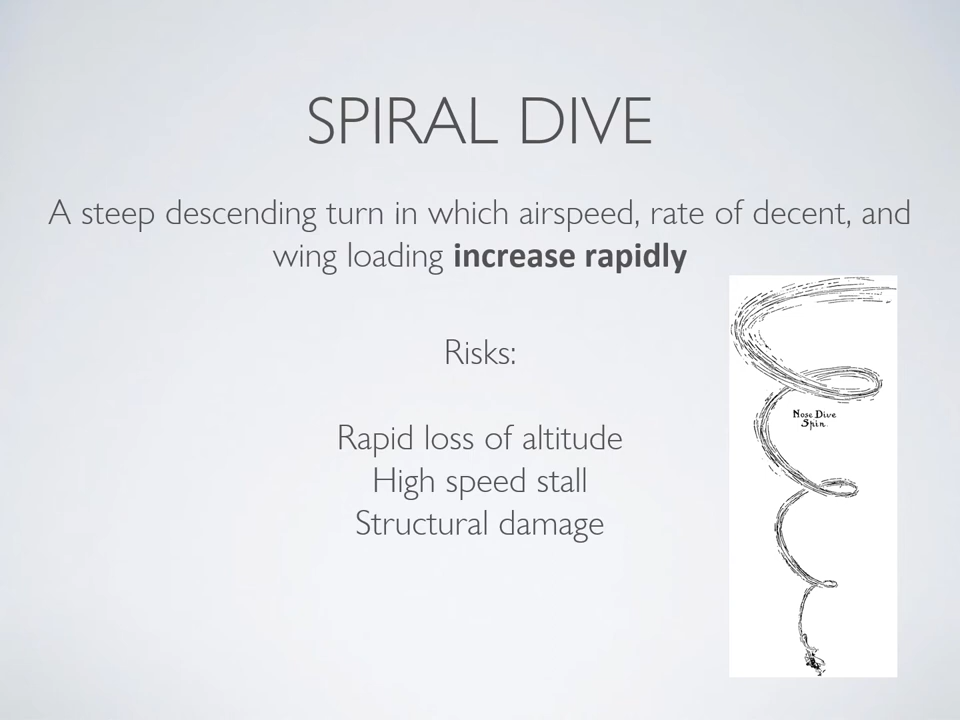 SPIRAL DIVE
A steep descending turn in which airspeed, rate of decent, and
wing loading increase rapidly
Risks:
Rapid loss of altitude
High speed stall
Structural damage
Nose Dive
Spin.